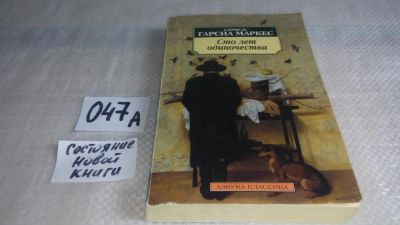 047А
Состояние
новой
книги
ГАБРИЭЛЬ
ГАРСИА МАРКЕС
Сто лет
одиночества
АЗБУКА-КЛАССИКА